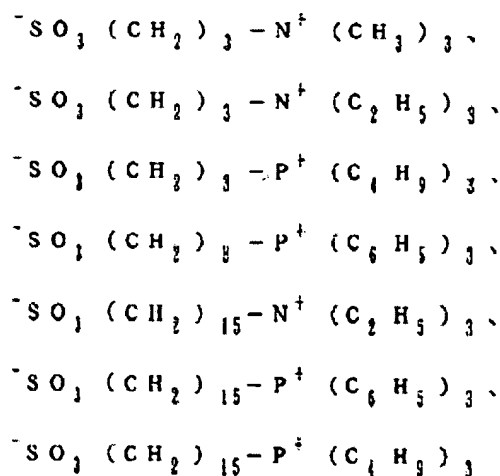 ⁻SO₃(CH₂)₃-N⁺(CH₃)₃、
⁻SO₃(CH₂)₃-N⁺(C₂H₅)₃、
⁻SO₃(CH₂)₃-P⁺(C₄H₉)₃、
⁻SO₃(CH₂)₈-P⁺(C₆H₅)₃、
⁻SO₃(CH₂)₁₅-N⁺(C₂H₅)₃、
⁻SO₃(CH₂)₁₅-P⁺(C₆H₅)₃、
⁻SO₃(CH₂)₁₅-P⁺(C₄H₉)₃